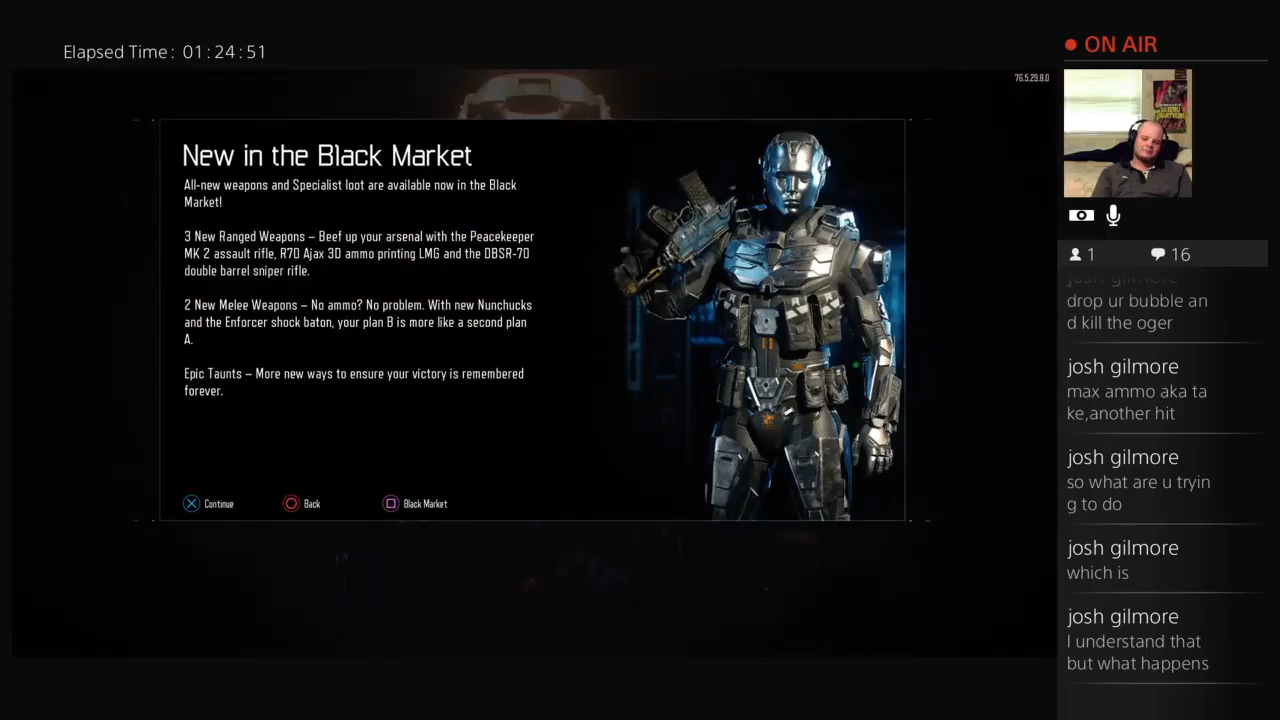 Elapsed Time: 01:24:51
ON AIR
76.5.29.8.0
New in the Black Market
All-new weapons and Specialist loot are available now in the Black
Market!
3 New Ranged Weapons – Beef up your arsenal with the Peacekeeper
MK 2 assault rifle, R70 Ajax 3D ammo printing LMG and the DBSR-70
double barrel sniper rifle.
2 New Melee Weapons – No ammo? No problem. With new Nunchucks
and the Enforcer shock baton, your plan B is more like a second plan
A.
Epic Taunts – More new ways to ensure your victory is remembered
forever.
Continue
Back
Black Market
1
16
josh gilmore
drop ur bubble an
d kill the oger
josh gilmore
max ammo aka ta
ke,another hit
josh gilmore
so what are u tryin
g to do
josh gilmore
which is
josh gilmore
I understand that
but what happens